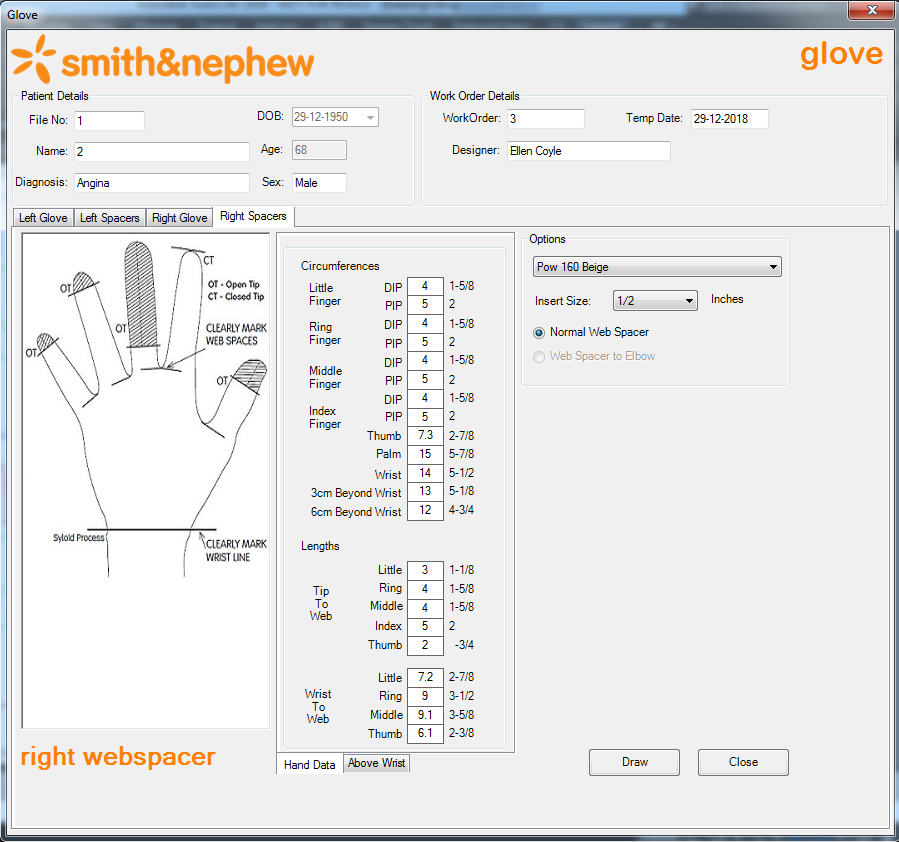 Glove
smith&nephew
glove
Patient Details
File No: 1
DOB: 29-12-1950
Name: 2
Age: 68
Diagnosis: Angina
Sex: Male
Work Order Details
WorkOrder: 3
Temp Date: 29-12-2018
Designer: Ellen Coyle
Left Glove Left Spacers Right Glove Right Spacers
CT
OT - Open Tip
CT - Closed Tip
OT
OT
CLEARLY MARK
WEB SPACES
OT
OT
Syloid Process
CLEARLY MARK
WRIST LINE
right webspacer
Circumferences
Little
Finger
DIP 4 1-5/8
PIP 5 2
Ring
Finger
DIP 4 1-5/8
PIP 5 2
Middle
Finger
DIP 4 1-5/8
PIP 5 2
Index
Finger
DIP 4 1-5/8
PIP 5 2
Thumb 7.3 2-7/8
Palm 15 5-7/8
Wrist 14 5-1/2
3cm Beyond Wrist 13 5-1/8
6cm Beyond Wrist 12 4-3/4
Lengths
Tip
To
Web
Little 3 1-1/8
Ring 4 1-5/8
Middle 4 1-5/8
Index 5 2
Thumb 2 -3/4
Wrist
To
Web
Little 7.2 2-7/8
Ring 9 3-1/2
Middle 9.1 3-5/8
Thumb 6.1 2-3/8
Hand Data Above Wrist
Options
Pow 160 Beige
Insert Size: 1/2 Inches
Normal Web Spacer
Web Spacer to Elbow
Draw Close